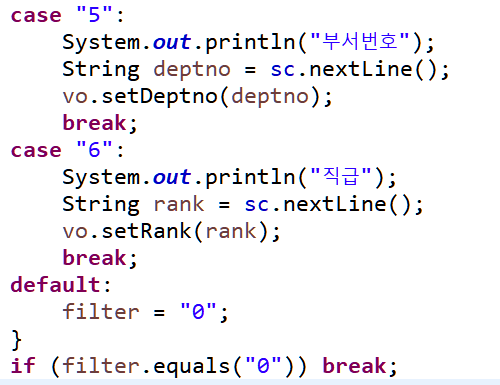 case "5":
    System.out.println("부서번호");
    String deptno = sc.nextLine();
    vo.setDeptno(deptno);
    break;
case "6":
    System.out.println("직급");
    String rank = sc.nextLine();
    vo.setRank(rank);
    break;
default:
    filter = "0";
}
if (filter.equals("0")) break;